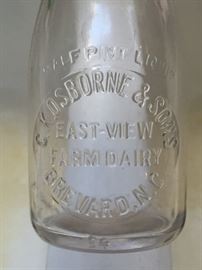 HALF PINT LIQUID
C.K. OSBORNE & SONS
EAST-VIEW
FARM DAIRY
BREVARD, N.C.